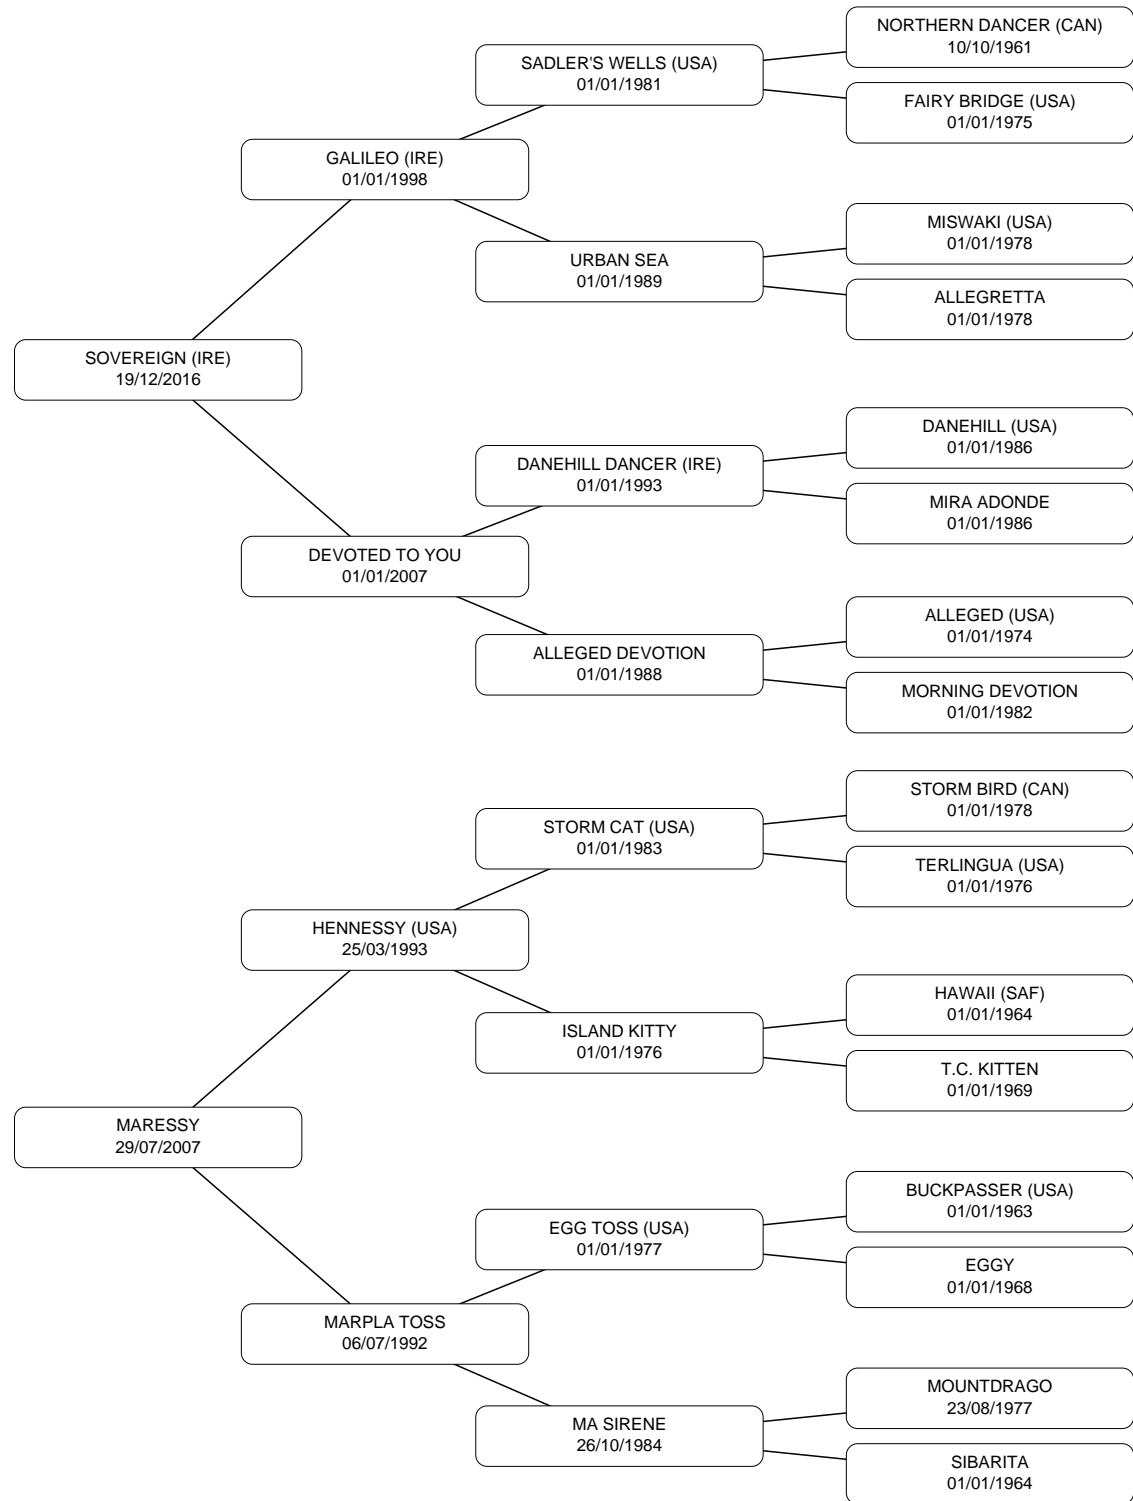 NORTHERN DANCER (CAN)
10/10/1961
SADLER'S WELLS (USA)
01/01/1981
FAIRY BRIDGE (USA)
01/01/1975
GALILEO (IRE)
01/01/1998
MISWAKI (USA)
01/01/1978
URBAN SEA
01/01/1989
ALLEGRETTA
01/01/1978
SOVEREIGN (IRE)
19/12/2016
DANEHILL (USA)
01/01/1986
DANEHILL DANCER (IRE)
01/01/1993
MIRA ADONDE
01/01/1986
DEVOTED TO YOU
01/01/2007
ALLEGED (USA)
01/01/1974
ALLEGED DEVOTION
01/01/1988
MORNING DEVOTION
01/01/1982
STORM BIRD (CAN)
01/01/1978
STORM CAT (USA)
01/01/1983
TERLINGUA (USA)
01/01/1976
HENNESSY (USA)
25/03/1993
HAWAII (SAF)
01/01/1964
ISLAND KITTY
01/01/1976
T.C. KITTEN
01/01/1969
MARESSY
29/07/2007
BUCKPASSER (USA)
01/01/1963
EGG TOSS (USA)
01/01/1977
EGGY
01/01/1968
MARPLA TOSS
06/07/1992
MOUNTDRAGO
23/08/1977
MA SIRENE
26/10/1984
SIBARITA
01/01/1964